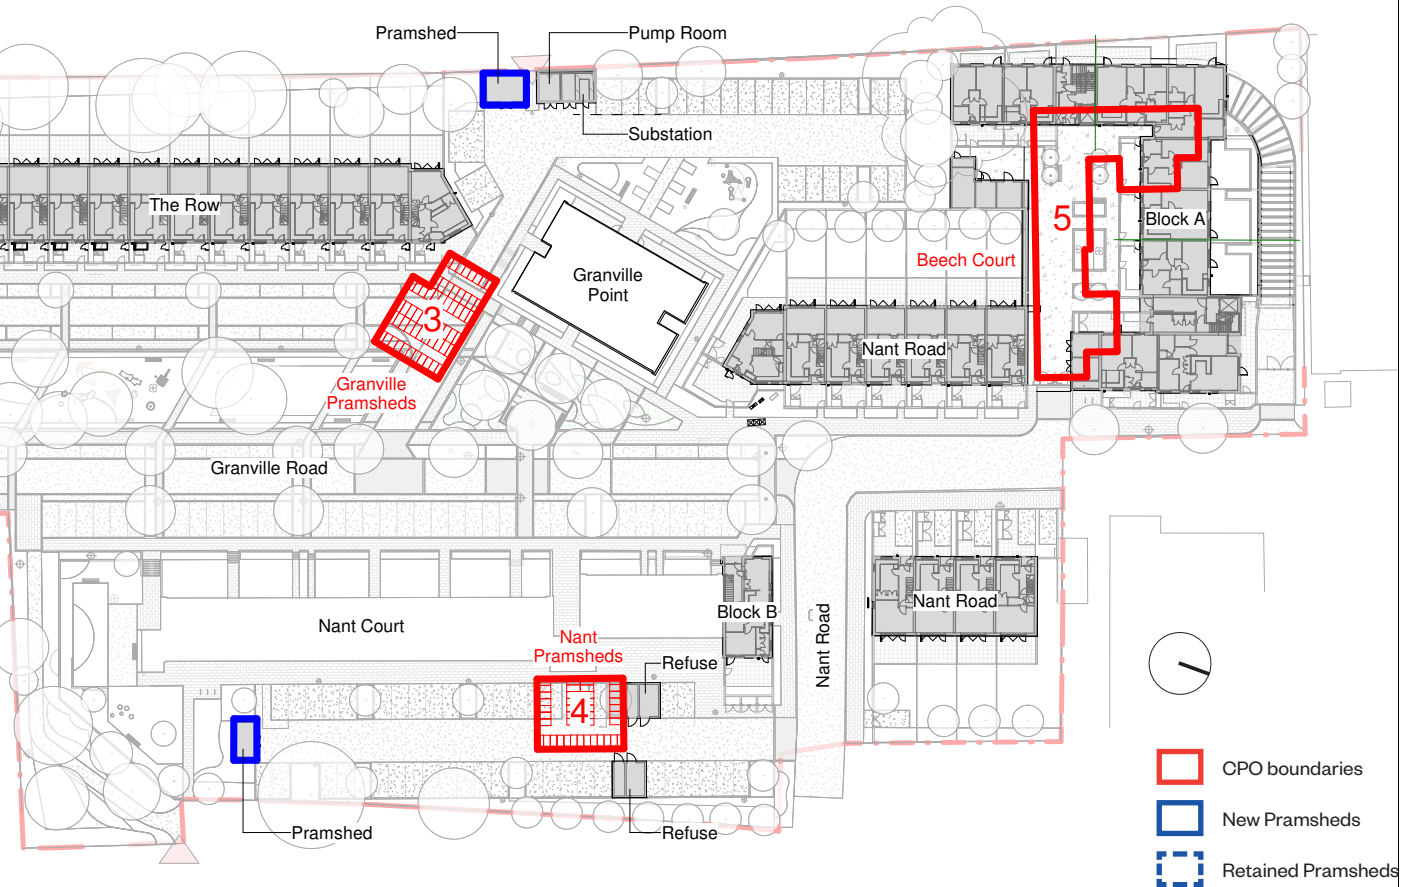 Pramshed
Pump Room
Substation
The Row
Granville
Point
5
Block A
Beech Court
3
Nant Road
Granville
Pramsheds
Granville Road
Nant Court
Block B
Nant Road
Nant Road
Nant
Pramsheds
Refuse
4
Pramshed
Refuse
CPO boundaries
New Pramsheds
Retained Pramsheds